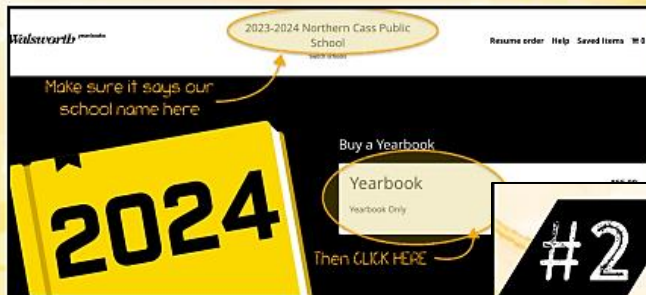 Walsworth yearbooks
2023-2024 Northern Cass Public
School
Resume order Help Saved Items 0
Make sure it says our
school name here
Buy a Yearbook
Yearbook
Yearbook Only
2024
Then CLICK HERE
#2